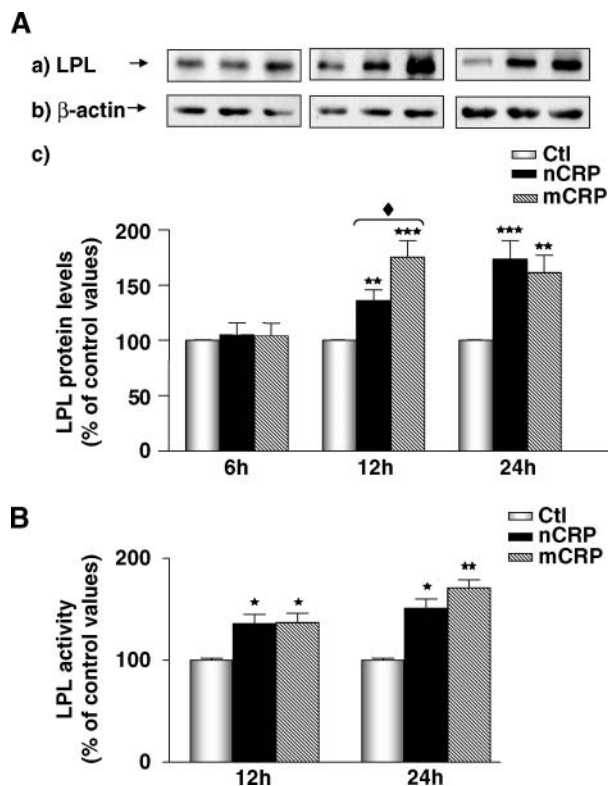 A
a) LPL →
b) β-actin→
c)
Ctl
nCRP
mCRP
LPL protein levels
(% of control values)
200
150
100
50
0
♦
★★
★★★
★★★
★★
6h
12h
24h
B
Ctl
nCRP
mCRP
LPL activity
(% of control values)
200
100
0
★
★
★
★★
12h
24h